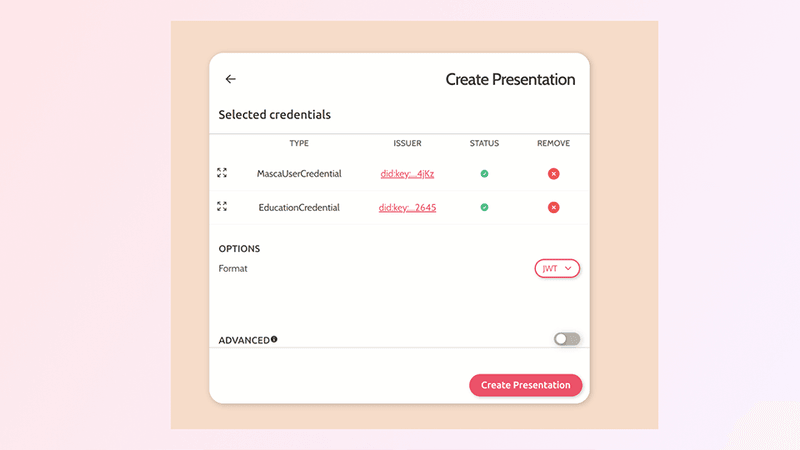 Create Presentation
Selected credentials
TYPE ISSUER STATUS REMOVE
MascaUserCredential did:key:...4jKz
EducationCredential did:key:...2645
OPTIONS
Format JWT
ADVANCED
Create Presentation